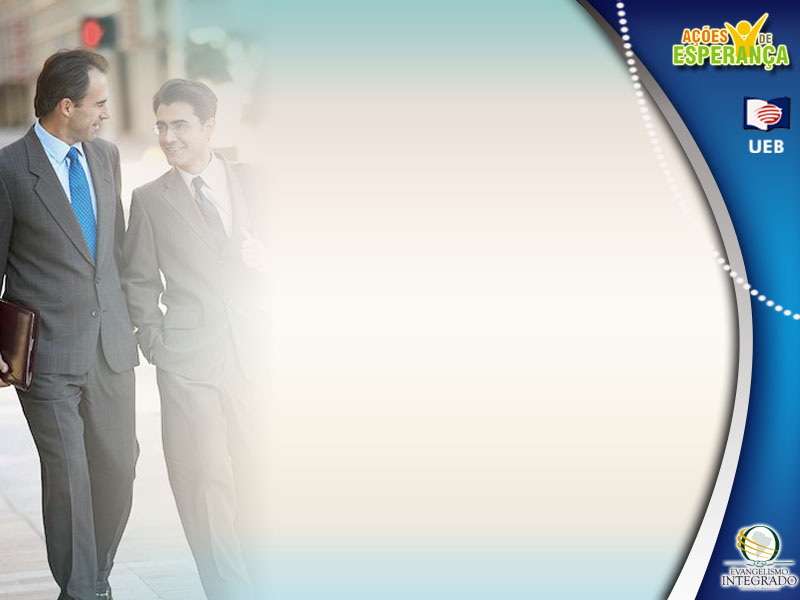 AÇÕES DE
ESPERANÇA
UEB
EVANGELISMO
INTEGRADO